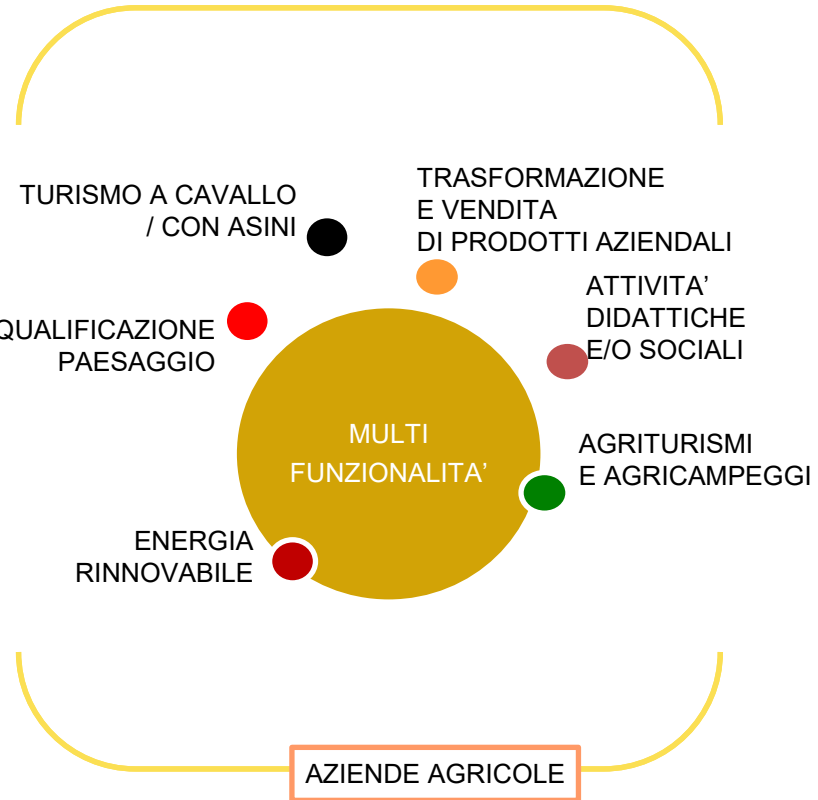 TURISMO A CAVALLO
/ CON ASINI
TRASFORMAZIONE
E VENDITA
DI PRODOTTI AZIENDALI
ATTIVITA’
DIDATTICHE
E/O SOCIALI
QUALIFICAZIONE
PAESAGGIO
MULTI
FUNZIONALITA’
AGRITURISMI
E AGRICAMPEGGI
ENERGIA
RINNOVABILE
AZIENDE AGRICOLE